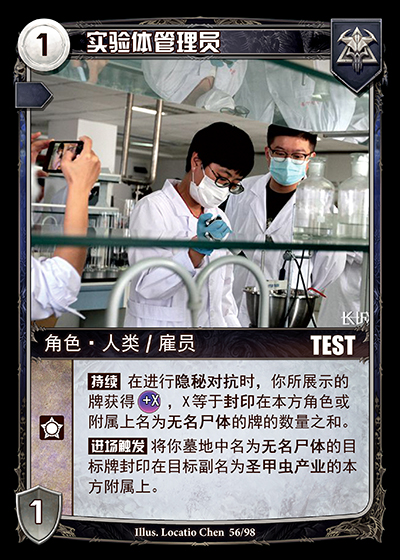 1 实验体管理员
角色·人类/雇员 TEST
持续 在进行隐秘对抗时，你所展示的
牌获得 +X ，X等于封印在本方角色或
附属上名为无名尸体的牌的数量之和。
进场触发 将你墓地中名为无名尸体的目
标牌封印在目标副名为圣甲虫产业的本
方附属上。
1
Illus. Locatio Chen 56/98